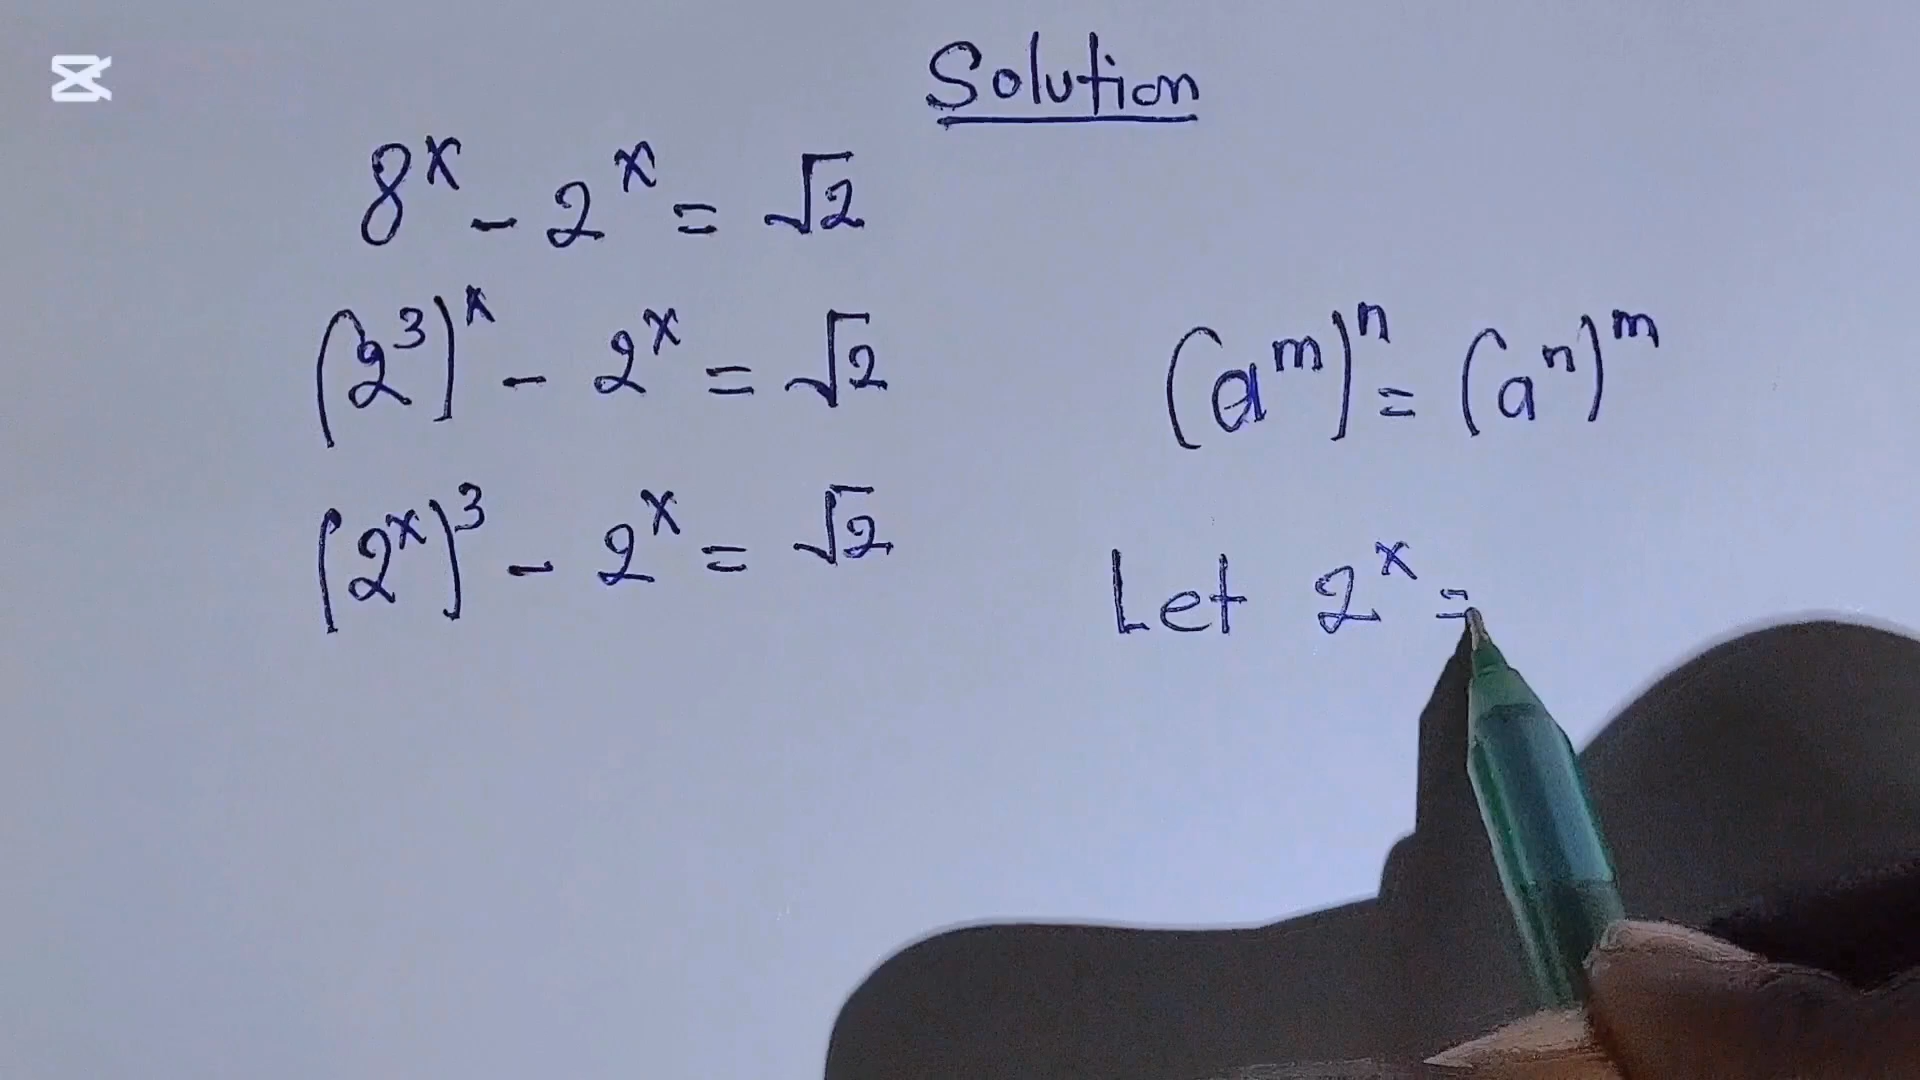 Solution
8^x - 2^x = √2
(2^3)^x - 2^x = √2
(a^m)^n = (a^n)^m
(2^x)^3 - 2^x = √2
Let 2^x =